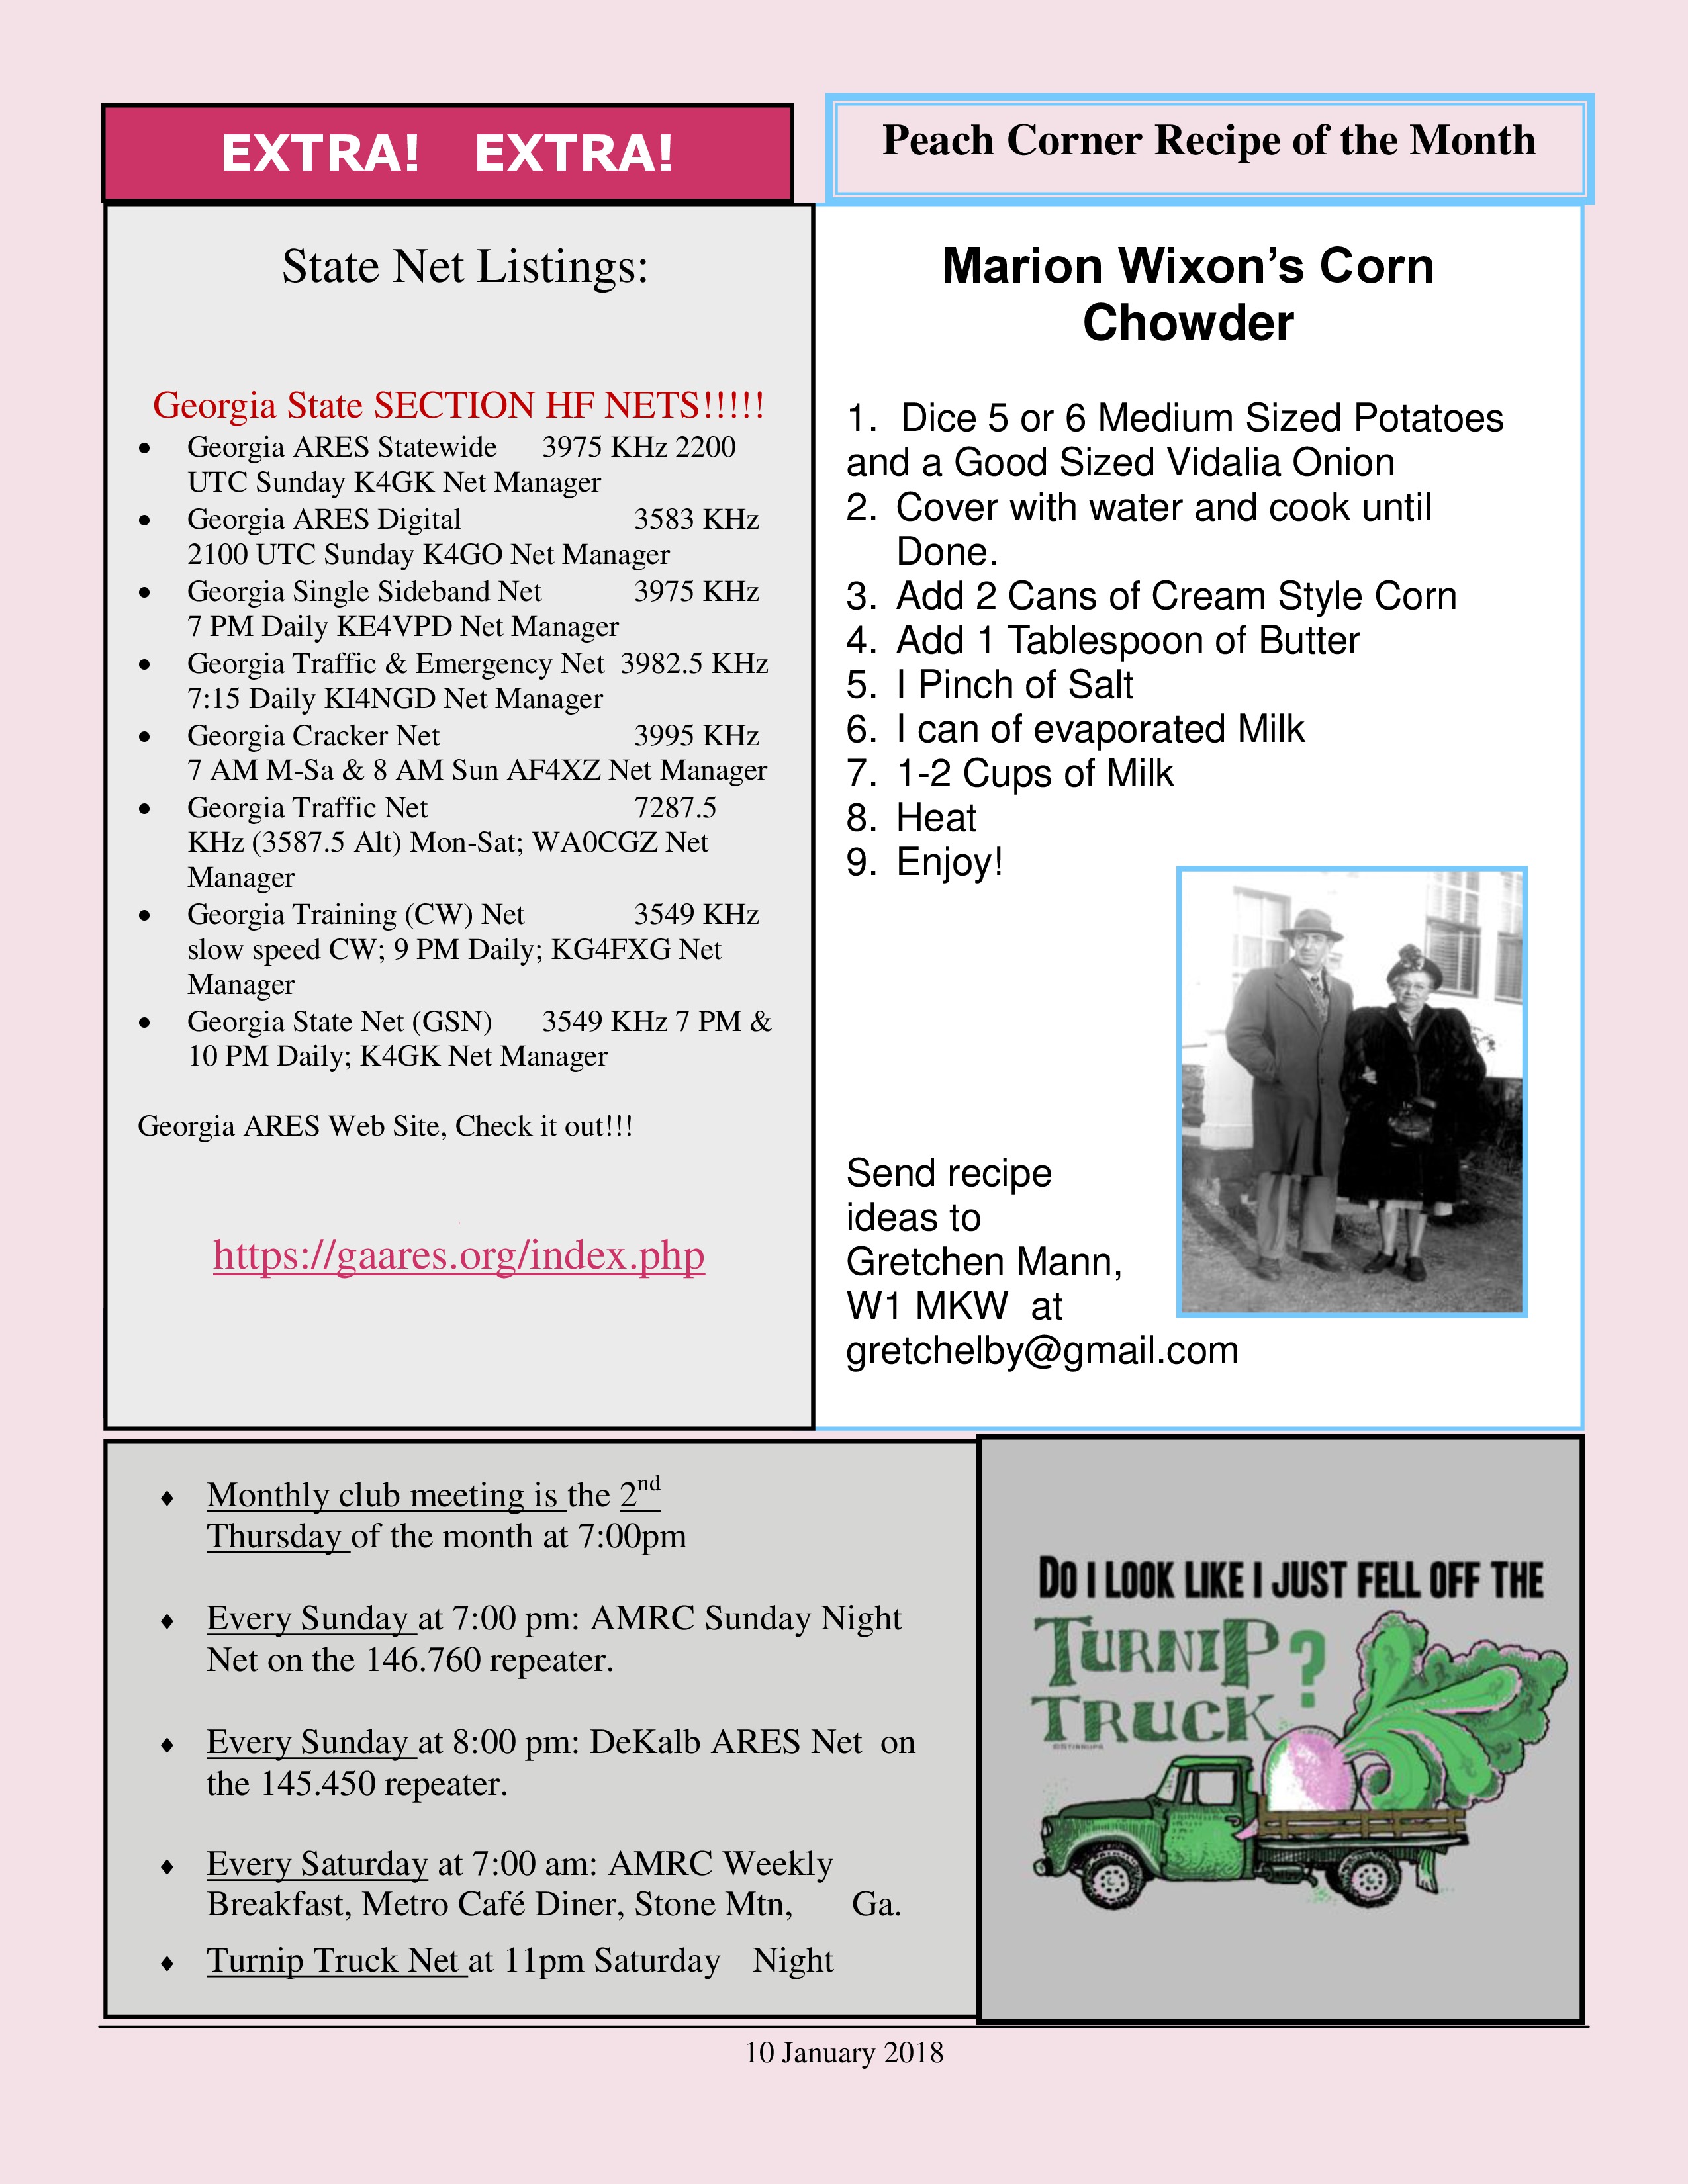 EXTRA! EXTRA!
State Net Listings:
Georgia State SECTION HF NETS!!!!!
• Georgia ARES Statewide 3975 KHz 2200
UTC Sunday K4GK Net Manager
• Georgia ARES Digital 3583 KHz
2100 UTC Sunday K4GO Net Manager
• Georgia Single Sideband Net 3975 KHz
7 PM Daily KE4VPD Net Manager
• Georgia Traffic & Emergency Net 3982.5 KHz
7:15 Daily KI4NGD Net Manager
• Georgia Cracker Net 3995 KHz
7 AM M-Sa & 8 AM Sun AF4XZ Net Manager
• Georgia Traffic Net 7287.5
KHz (3587.5 Alt) Mon-Sat; WA0CGZ Net
Manager
• Georgia Training (CW) Net 3549 KHz
slow speed CW; 9 PM Daily; KG4FXG Net
Manager
• Georgia State Net (GSN) 3549 KHz 7 PM &
10 PM Daily; K4GK Net Manager
Georgia ARES Web Site, Check it out!!!
https://gaares.org/index.php
Peach Corner Recipe of the Month
Marion Wixon’s Corn
Chowder
1. Dice 5 or 6 Medium Sized Potatoes
and a Good Sized Vidalia Onion
2. Cover with water and cook until
Done.
3. Add 2 Cans of Cream Style Corn
4. Add 1 Tablespoon of Butter
5. I Pinch of Salt
6. I can of evaporated Milk
7. 1-2 Cups of Milk
8. Heat
9. Enjoy!
Send recipe
ideas to
Gretchen Mann,
W1 MKW at
gretchelby@gmail.com
♦ Monthly club meeting is the 2nd
Thursday of the month at 7:00pm
♦ Every Sunday at 7:00 pm: AMRC Sunday Night
Net on the 146.760 repeater.
♦ Every Sunday at 8:00 pm: DeKalb ARES Net on
the 145.450 repeater.
♦ Every Saturday at 7:00 am: AMRC Weekly
Breakfast, Metro Café Diner, Stone Mtn, Ga.
♦ Turnip Truck Net at 11pm Saturday Night
DO I LOOK LIKE I JUST FELL OFF THE
TURNIP ?
TRUCK
10 January 2018